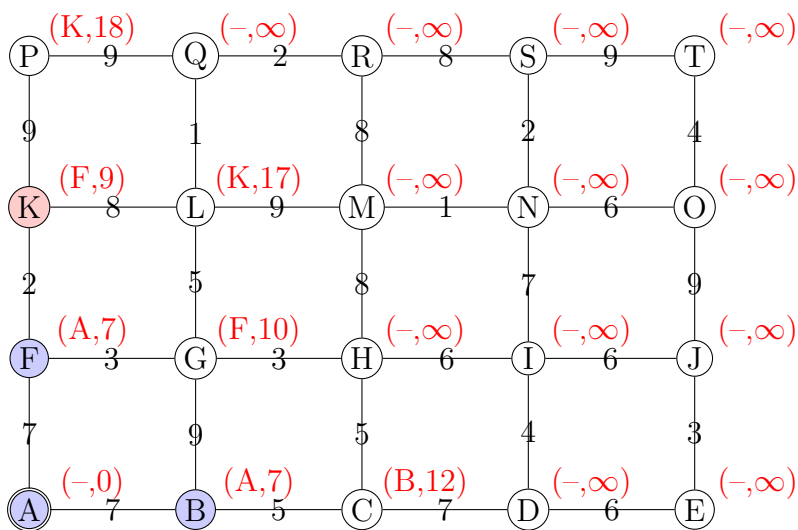 (K,18) (–,∞) (–,∞) (–,∞) (–,∞)
P 9 Q 2 R 8 S 9 T
9 1 8 2 4
(F,9) (K,17) (–,∞) (–,∞) (–,∞)
K 8 L 9 M 1 N 6 O
2 5 8 7 9
(A,7) (F,10) (–,∞) (–,∞) (–,∞)
F 3 G 3 H 6 I 6 J
7 9 5 4 3
(–,0) (A,7) (B,12) (–,∞) (–,∞)
A 7 B 5 C 7 D 6 E